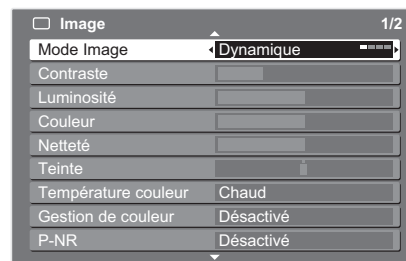 Image 1/2
Mode Image Dynamique
Contraste
Luminosité
Couleur
Netteté
Teinte
Température couleur Chaud
Gestion de couleur Désactivé
P-NR Désactivé